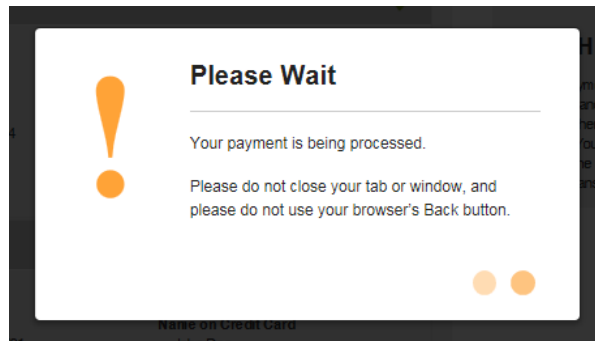 Please Wait
Your payment is being processed.
Please do not close your tab or window, and
please do not use your browser's Back button.
Name on Credit Card